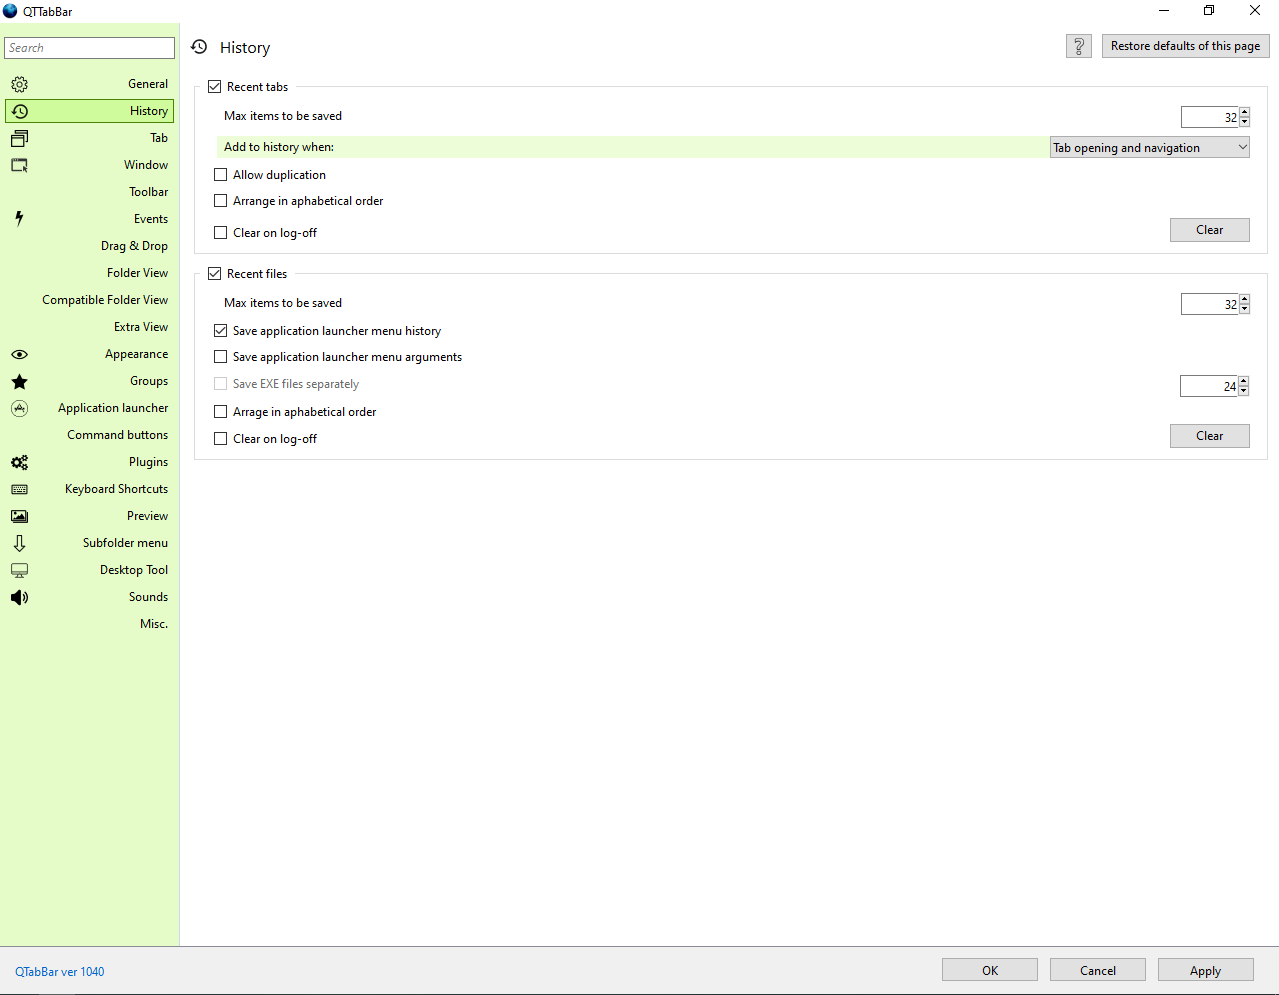 QTTabBar
Search
General
History
Tab
Window
Toolbar
Events
Drag & Drop
Folder View
Compatible Folder View
Extra View
Appearance
Groups
Application launcher
Command buttons
Plugins
Keyboard Shortcuts
Preview
Subfolder menu
Desktop Tool
Sounds
Misc.
History
? Restore defaults of this page
Recent tabs
Max items to be saved 32
Add to history when: Tab opening and navigation
Allow duplication
Arrange in aphabetical order
Clear on log-off Clear
Recent files
Max items to be saved 32
Save application launcher menu history
Save application launcher menu arguments
Save EXE files separately 24
Arrage in aphabetical order
Clear on log-off Clear
QTabBar ver 1040
OK Cancel Apply